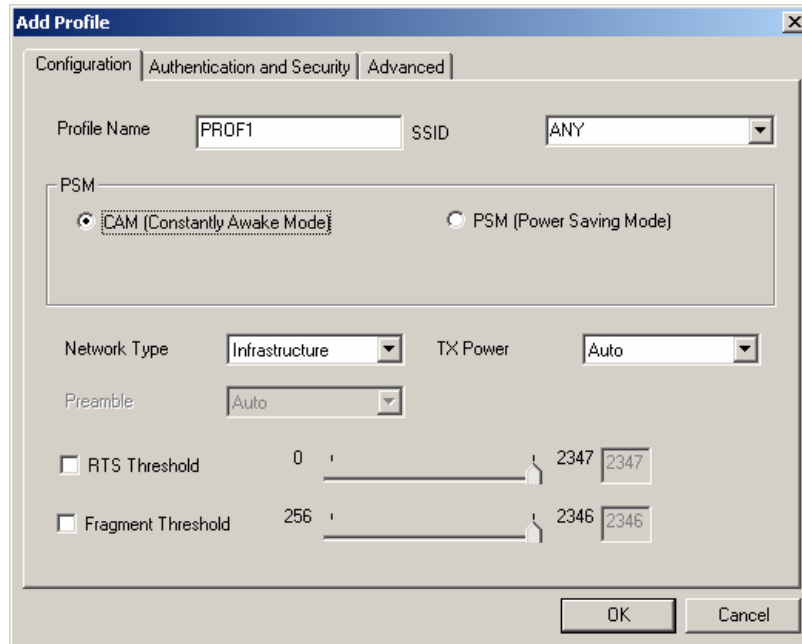 Add Profile
Configuration Authentication and Security Advanced
Profile Name PROF1 SSID ANY
PSM
CAM (Constantly Awake Mode) PSM (Power Saving Mode)
Network Type Infrastructure TX Power Auto
Preamble Auto
RTS Threshold 0 2347 2347
Fragment Threshold 256 2346 2346
OK Cancel